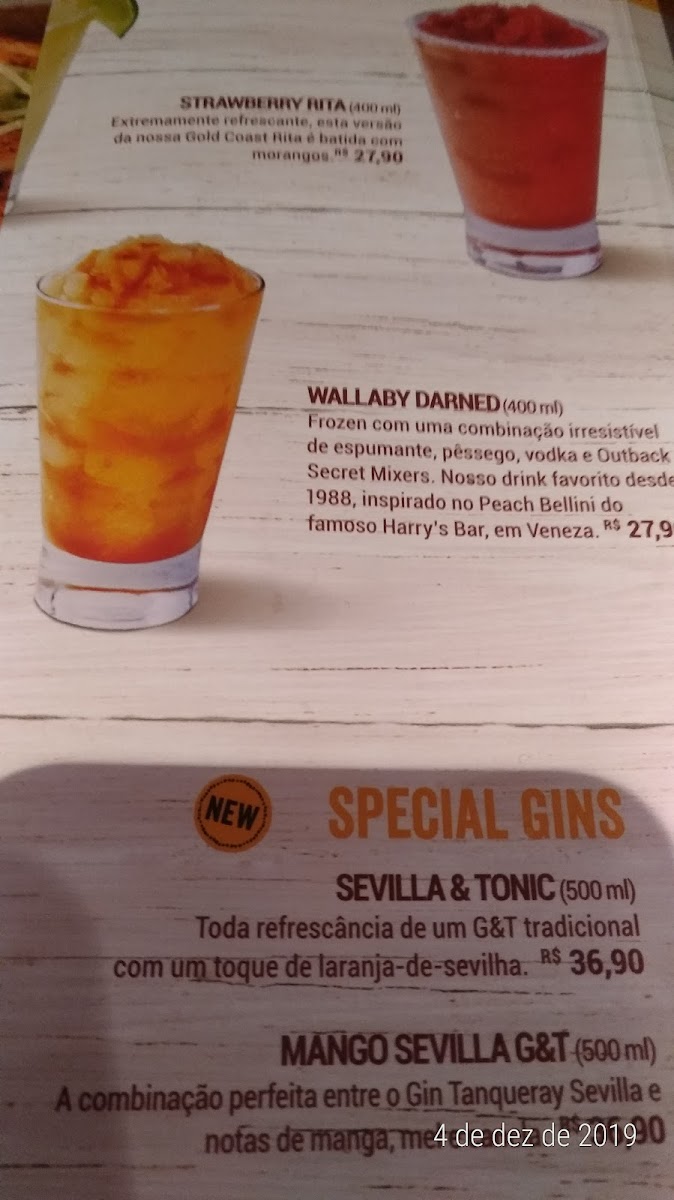 STRAWBERRY RITA (400 ml)
Extremamente refrescante, esta versão
da nossa Gold Coast Rita é batida com
morangos. R$ 27,90
WALLABY DARNED (400 ml)
Frozen com uma combinação irresistível
de espumante, pêssego, vodka e Outback
Secret Mixers. Nosso drink favorito desde
1988, inspirado no Peach Bellini do
famoso Harry's Bar, em Veneza. R$ 27,9
NEW
SPECIAL GINS
SEVILLA & TONIC (500 ml)
Toda refrescância de um G&T tradicional
com um toque de laranja-de-sevilha. R$ 36,90
MANGO SEVILLA G&T (500 ml)
A combinação perfeita entre o Gin Tanqueray Sevilla e
notas de manga,
4 de dez de 2019